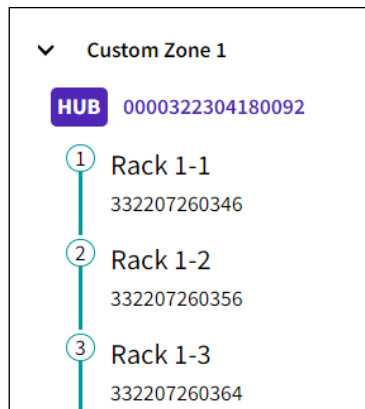 Custom Zone 1
HUB 0000322304180092
1 Rack 1-1
332207260346
2 Rack 1-2
332207260356
3 Rack 1-3
332207260364